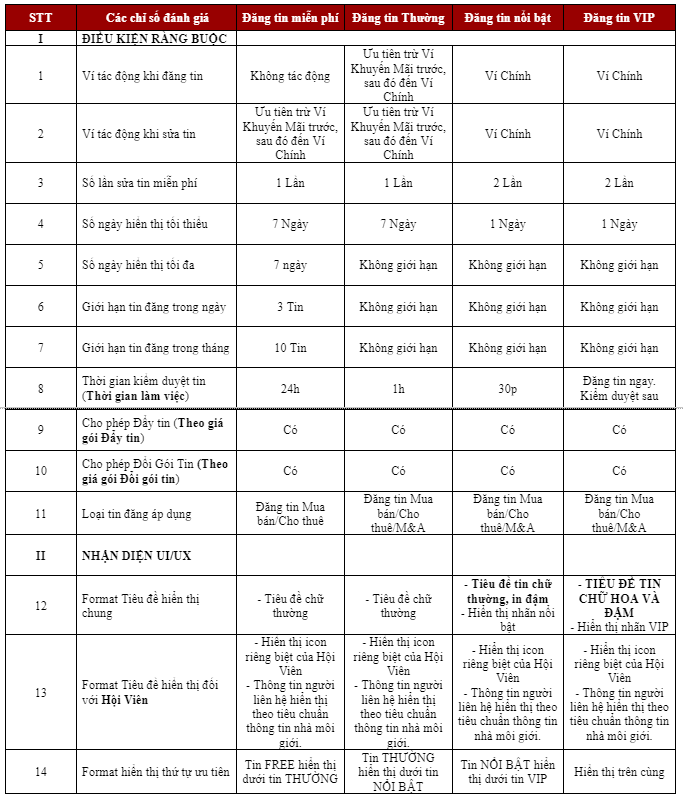 STT Các chỉ số đánh giá Đăng tin miễn phí Đăng tin Thường Đăng tin nổi bật Đăng tin VIP
I ĐIỀU KIỆN RÀNG BUỘC
1 Ví tác động khi đăng tin Không tác động Ưu tiên trừ Ví Khuyến Mãi trước, sau đó đến Ví Chính Ví Chính Ví Chính
2 Ví tác động khi sửa tin Ưu tiên trừ Ví Khuyến Mãi trước, sau đó đến Ví Chính Ưu tiên trừ Ví Khuyến Mãi trước, sau đó đến Ví Chính Ví Chính Ví Chính
3 Số lần sửa tin miễn phí 1 Lần 1 Lần 2 Lần 2 Lần
4 Số ngày hiển thị tối thiểu 7 Ngày 7 Ngày 1 Ngày 1 Ngày
5 Số ngày hiển thị tối đa 7 ngày Không giới hạn Không giới hạn Không giới hạn
6 Giới hạn tin đăng trong ngày 3 Tin Không giới hạn Không giới hạn Không giới hạn
7 Giới hạn tin đăng trong tháng 10 Tin Không giới hạn Không giới hạn Không giới hạn
8 Thời gian kiểm duyệt tin (Thời gian làm việc) 24h 1h 30p Đăng tin ngay. Kiểm duyệt sau
9 Cho phép Đẩy tin (Theo giá gói Đẩy tin) Có Có Có Có
10 Cho phép Đổi Gói Tin (Theo giá gói Đổi gói tin) Có Có Có Có
11 Loại tin đăng áp dụng Đăng tin Mua bán/Cho thuê Đăng tin Mua bán/Cho thuê/M&A Đăng tin Mua bán/Cho thuê/M&A Đăng tin Mua bán/Cho thuê/M&A
II NHẬN DIỆN UI/UX
12 Format Tiêu đề hiển thị chung - Tiêu đề chữ thường - Tiêu đề chữ thường - Tiêu đề tin chữ thường, in đậm - Hiển thị nhãn nổi bật - TIÊU ĐỀ TIN CHỮ HOA VÀ ĐẬM - Hiển thị nhãn VIP
13 Format Tiêu đề hiển thị đối với Hội Viên - Hiển thị icon riêng biệt của Hội Viên - Thông tin người liên hệ hiển thị theo tiêu chuẩn thông tin nhà môi giới. - Hiển thị icon riêng biệt của Hội Viên - Thông tin người liên hệ hiển thị theo tiêu chuẩn thông tin nhà môi giới. - Hiển thị icon riêng biệt của Hội Viên - Thông tin người liên hệ hiển thị theo tiêu chuẩn thông tin nhà môi giới. - Hiển thị icon riêng biệt của Hội Viên - Thông tin người liên hệ hiển thị theo tiêu chuẩn thông tin nhà môi giới.
14 Format hiển thị thứ tự ưu tiên Tin FREE hiển thị dưới tin THƯỜNG Tin THƯỜNG hiển thị dưới tin NỔI BẬT Tin NỔI BẬT hiển thị dưới tin VIP Hiển thị trên cùng